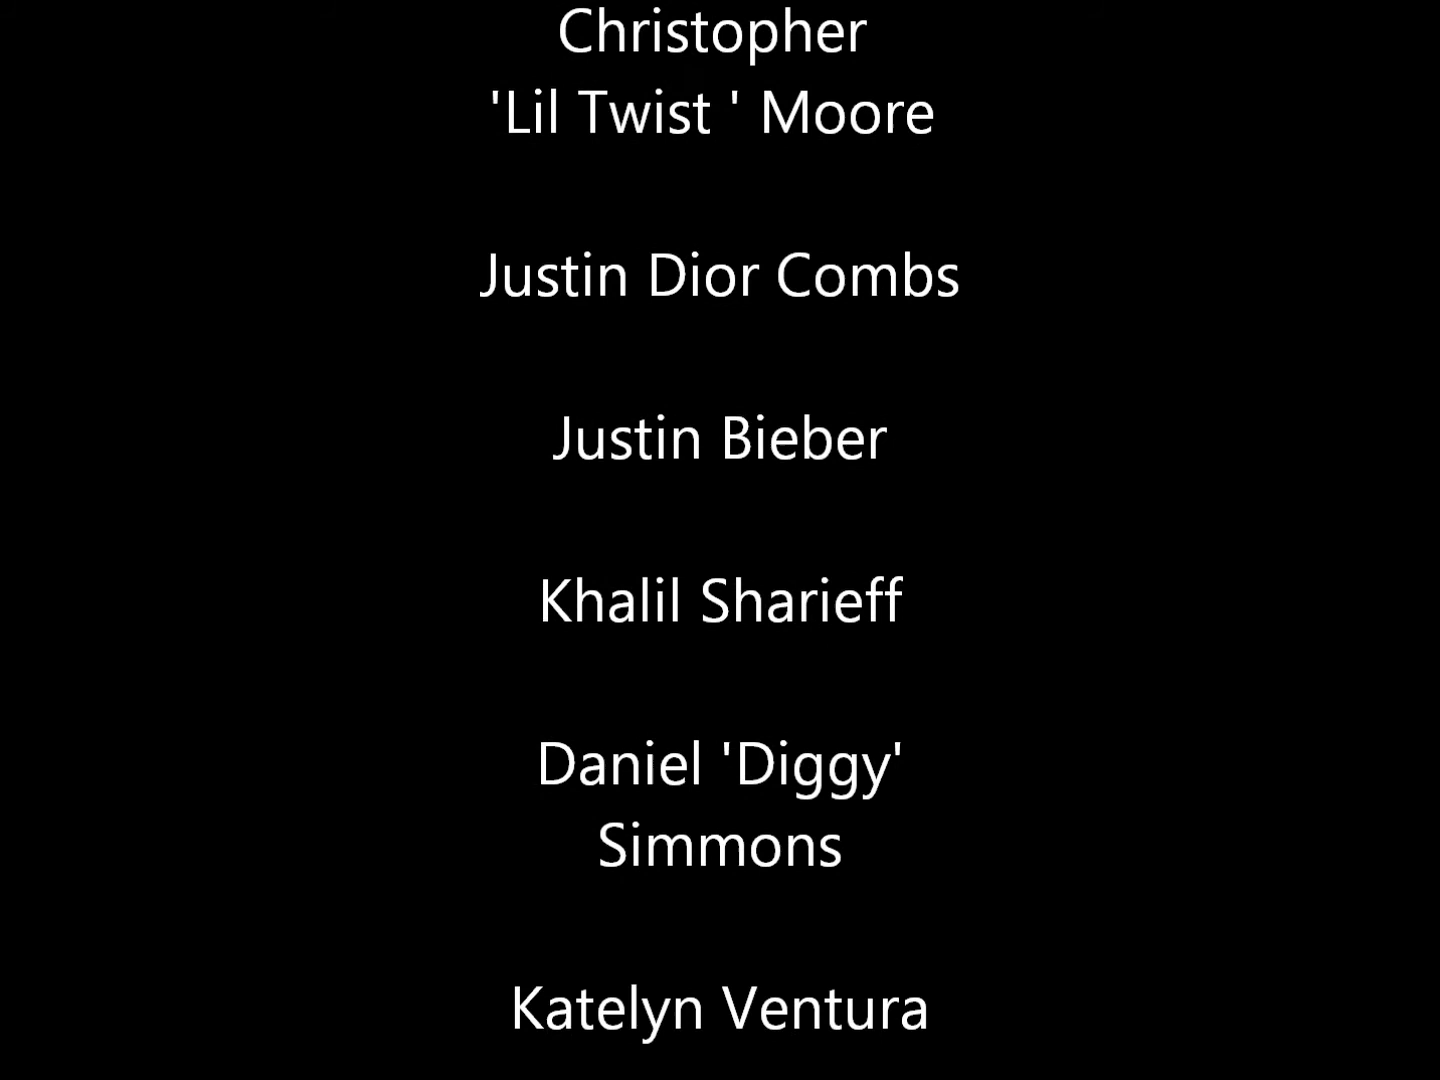 Christopher
'Lil Twist ' Moore
Justin Dior Combs
Justin Bieber
Khalil Sharieff
Daniel 'Diggy'
Simmons
Katelyn Ventura